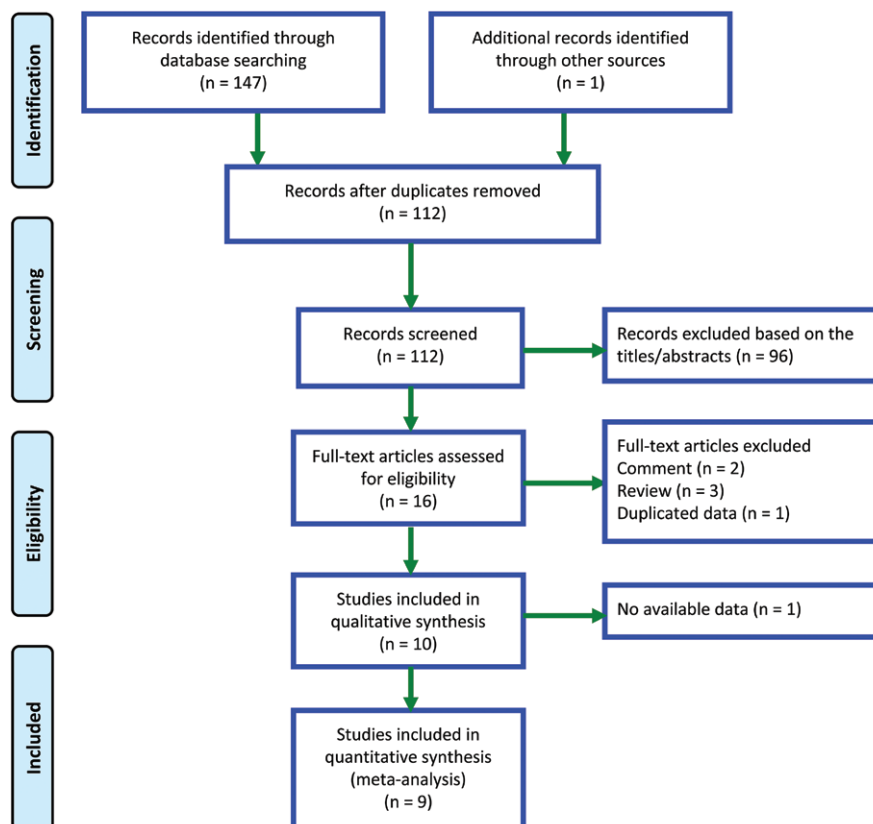 Identification
Records identified through
database searching
(n = 147)
Additional records identified
through other sources
(n = 1)
Records after duplicates removed
(n = 112)
Screening
Records screened
(n = 112)
Records excluded based on the
titles/abstracts (n = 96)
Eligibility
Full-text articles assessed
for eligibility
(n = 16)
Full-text articles excluded
Comment (n = 2)
Review (n = 3)
Duplicated data (n = 1)
Studies included in
qualitative synthesis
(n = 10)
No available data (n = 1)
Included
Studies included in
quantitative synthesis
(meta-analysis)
(n = 9)